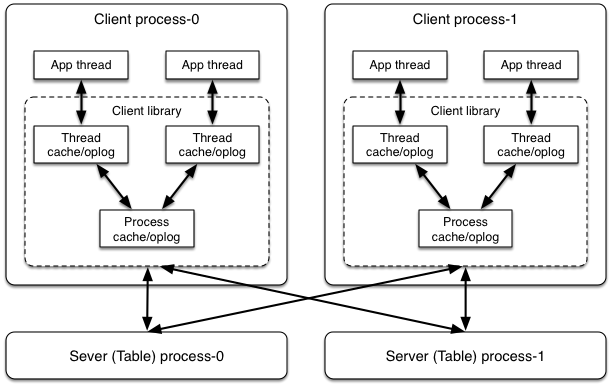 Client process-0
App thread
App thread
Client library
Thread
cache/oplog
Thread
cache/oplog
Process
cache/oplog
Client process-1
App thread
App thread
Client library
Thread
cache/oplog
Thread
cache/oplog
Process
cache/oplog
Sever (Table) process-0
Server (Table) process-1